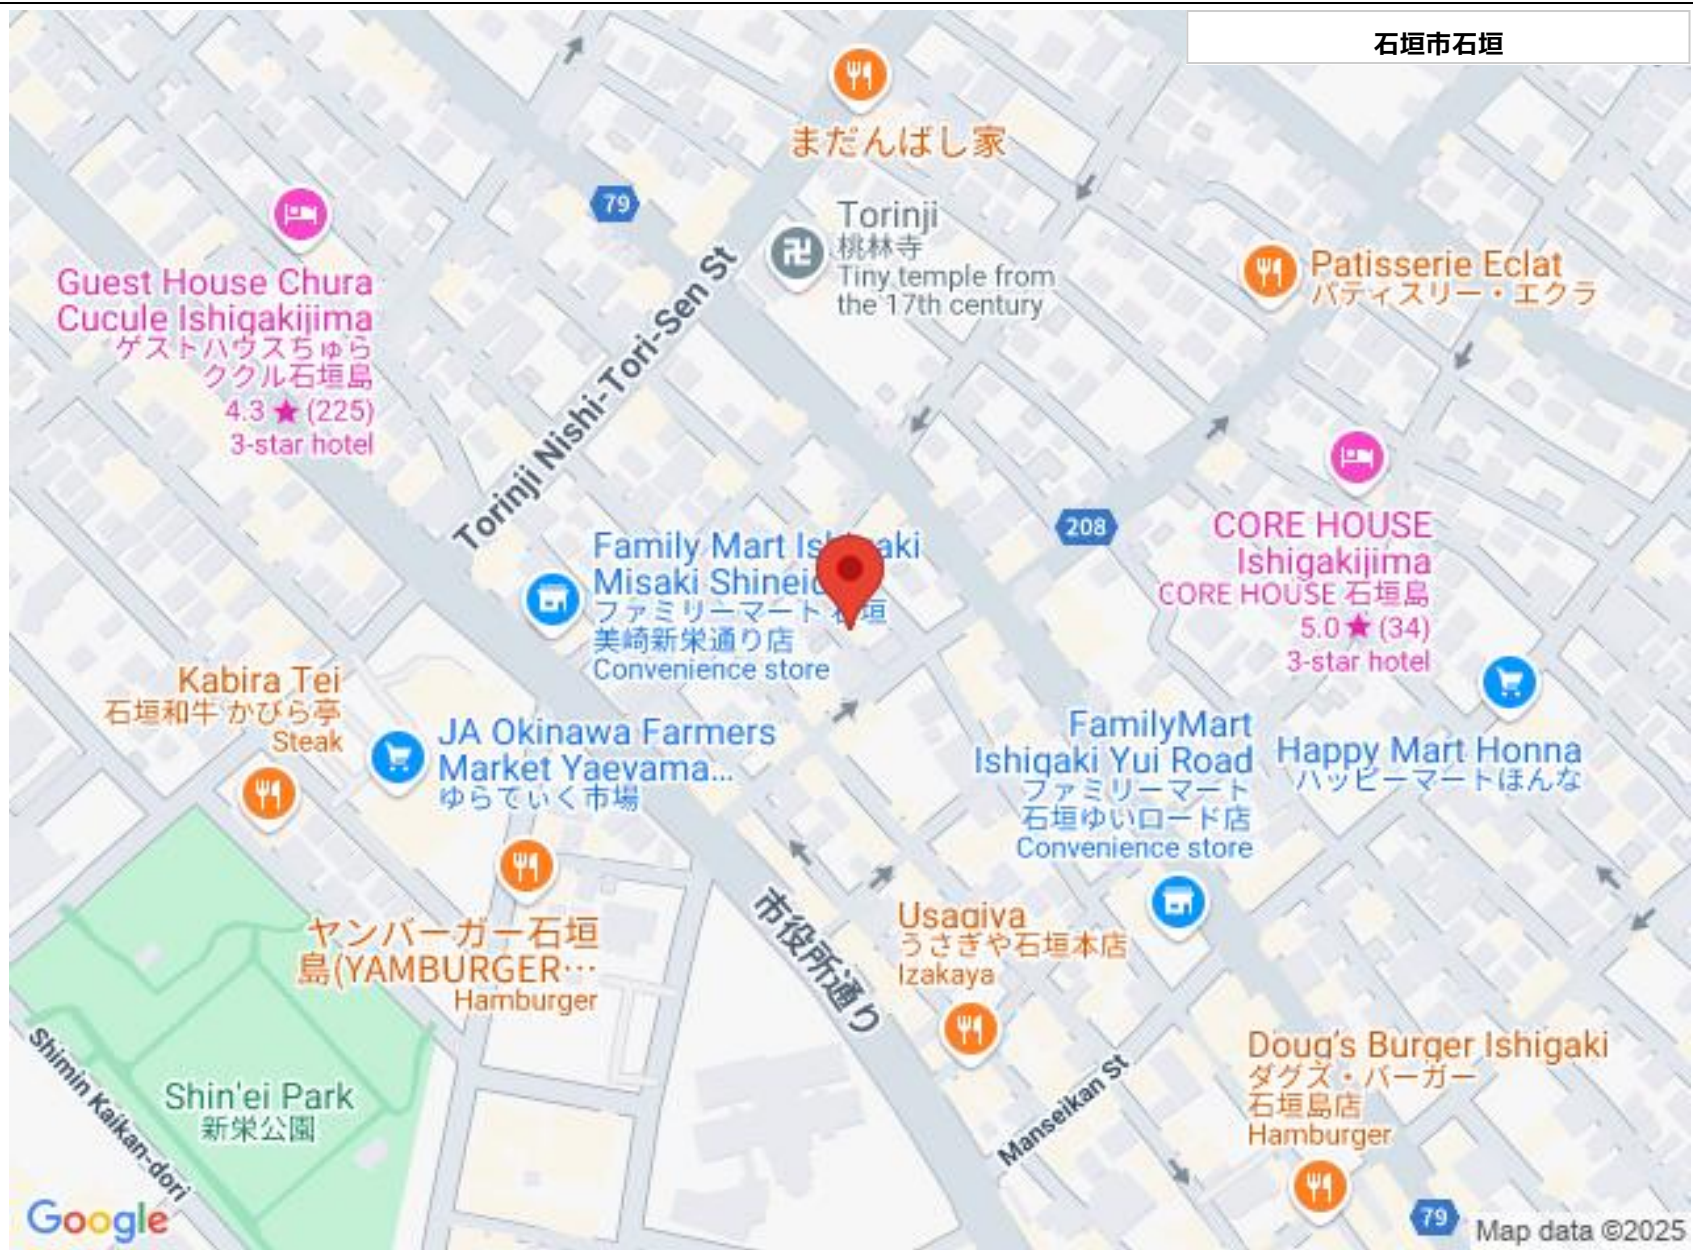 石垣市石垣
まだんばし家
79
Torinji
桃林寺
Tiny temple from
the 17th century
Patisserie Eclat
パティスリー・エクラ
Guest House Chura
Cucule Ishigakijima
ゲストハウスちゅら
ククル石垣島
4.3 ★ (225)
3-star hotel
Torinji Nishi-Tori-Sen St
208
CORE HOUSE
Ishigakijima
CORE HOUSE 石垣島
5.0 ★ (34)
3-star hotel
Family Mart
Misaki
ファミリーマート
美崎新栄通り店
Convenience store
Kabira Tei
石垣和牛 かびら亭
Steak
JA Okinawa Farmers
Market Yaeyama...
ゆらていく市場
FamilyMart
Ishigaki Yui Road
ファミリーマート
石垣ゆいロード店
Convenience store
Happy Mart Honna
ハッピーマートほんな
ヤンバーガー石垣
島(YAMBURGER…
Hamburger
市役所通り
Usagiya
うさぎや石垣本店
Izakaya
Shimin Kaikan-dori
Shin'ei Park
新栄公園
Manseikan St
Doug's Burger Ishigaki
ダグズ・バーガー
石垣島店
Hamburger
79
Google
Map data ©2025